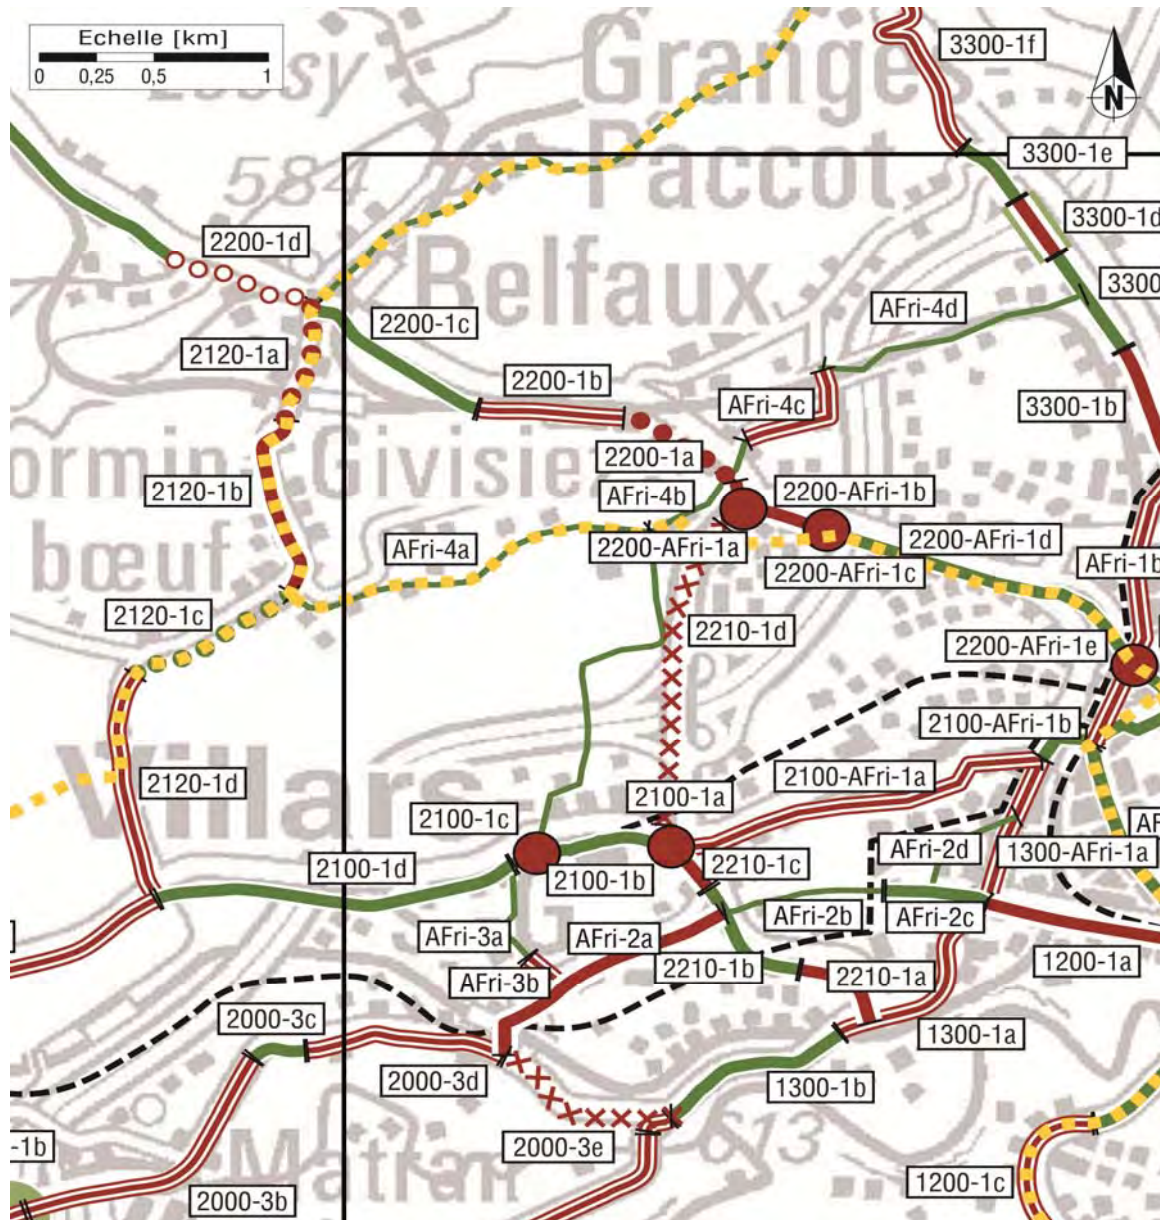 Echelle [km]
0 0,25 0,5 1
3300-1f
N
Granges-
Paccot
3300-1e
584
3300-1d
2200-1d
Belfaux
3300
AFri-4d
2200-1c
2120-1a
2200-1b
AFri-4c
3300-1b
ormin
Givisie
2200-1a
2120-1b
AFri-4b
2200-AFri-1b
bœuf
AFri-4a
2200-AFri-1a
2200-AFri-1d
AFri-1b
2200-AFri-1c
2120-1c
2210-1d
2200-AFri-1e
2100-AFri-1b
Villars
2120-1d
2100-AFri-1a
2100-1a
2100-1c
AF
AFri-2d
1300-AFri-1a
2100-1d
2210-1c
2100-1b
G
AFri-2b
AFri-2c
AFri-3a
AFri-2a
2210-1b
1200-1a
AFri-3b
2210-1a
2000-3c
1300-1a
2000-3d
1300-1b
613
-1b
2000-3e
Matran
1200-1c
2000-3b